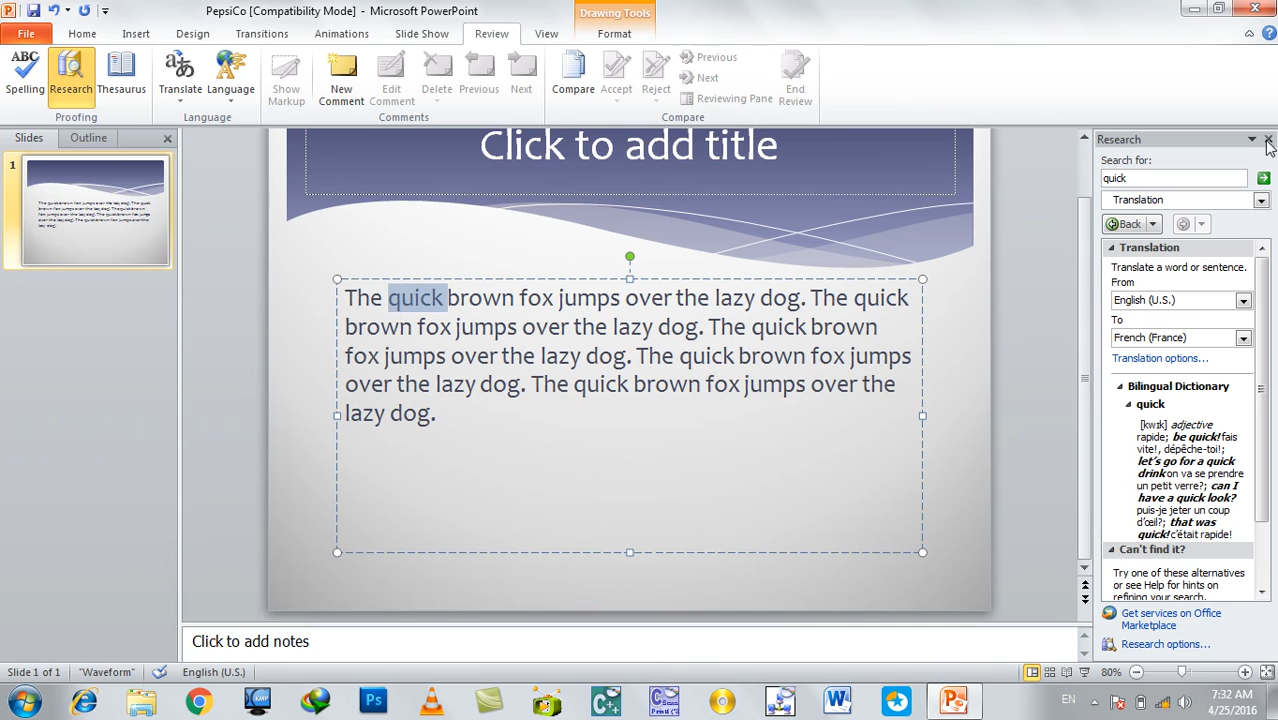 PepsiCo [Compatibility Mode] - Microsoft PowerPoint
Drawing Tools
File Home Insert Design Transitions Animations Slide Show Review View Format
ABC
Spelling
Research
Thesaurus
Translate
Language
Show Markup
New Comment
Edit Comment
Delete
Previous
Next
Compare
Accept
Reject
Previous
Next
Reviewing Pane
End Review
Proofing
Language
Comments
Compare
Slides Outline
1
Click to add title
The quick brown fox jumps over the lazy dog. The quick
brown fox jumps over the lazy dog. The quick brown
fox jumps over the lazy dog. The quick brown fox jumps
over the lazy dog. The quick brown fox jumps over the
lazy dog.
Click to add notes
Research
Search for:
quick
Translation
Back
Translation
Translate a word or sentence.
From
English (U.S.)
To
French (France)
Translation options...
Bilingual Dictionary
quick
[kwɪk] adjective
rapide; be quick! fais
vite!, dépêche-toi!;
let's go for a quick
drink on va se prendre
un petit verre?; can I
have a quick look?
puis-je jeter un coup
d'œil?; that was
quick! c'était rapide!
Can't find it?
Try one of these alternatives
or see Help for hints on
refining your search.
Get services on Office
Marketplace
Research options...
Slide 1 of 1 "Waveform" English (U.S.) 80%
EN
7:32 AM
4/25/2016